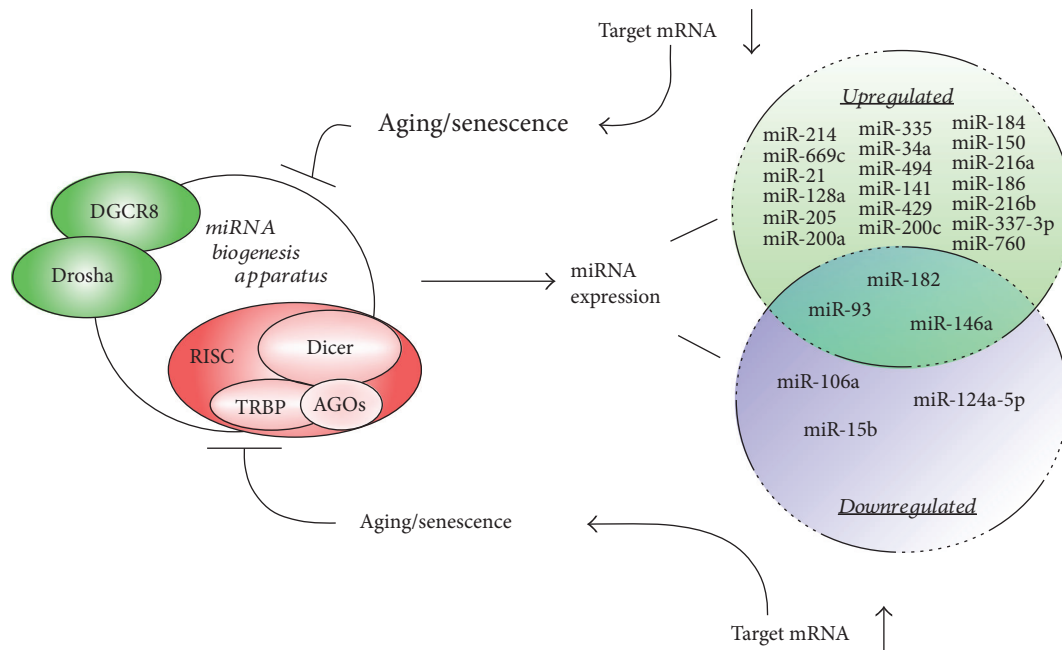 Target mRNA
Aging/senescence
DGCR8
Drosha
miRNA
biogenesis
apparatus
RISC
Dicer
TRBP
AGOs
miRNA
expression
Upregulated
miR-214
miR-669c
miR-21
miR-128a
miR-205
miR-200a
miR-335
miR-34a
miR-494
miR-141
miR-429
miR-200c
miR-184
miR-150
miR-216a
miR-186
miR-216b
miR-337-3p
miR-760
miR-182
miR-93
miR-146a
miR-106a
miR-124a-5p
miR-15b
Downregulated
Aging/senescence
Target mRNA